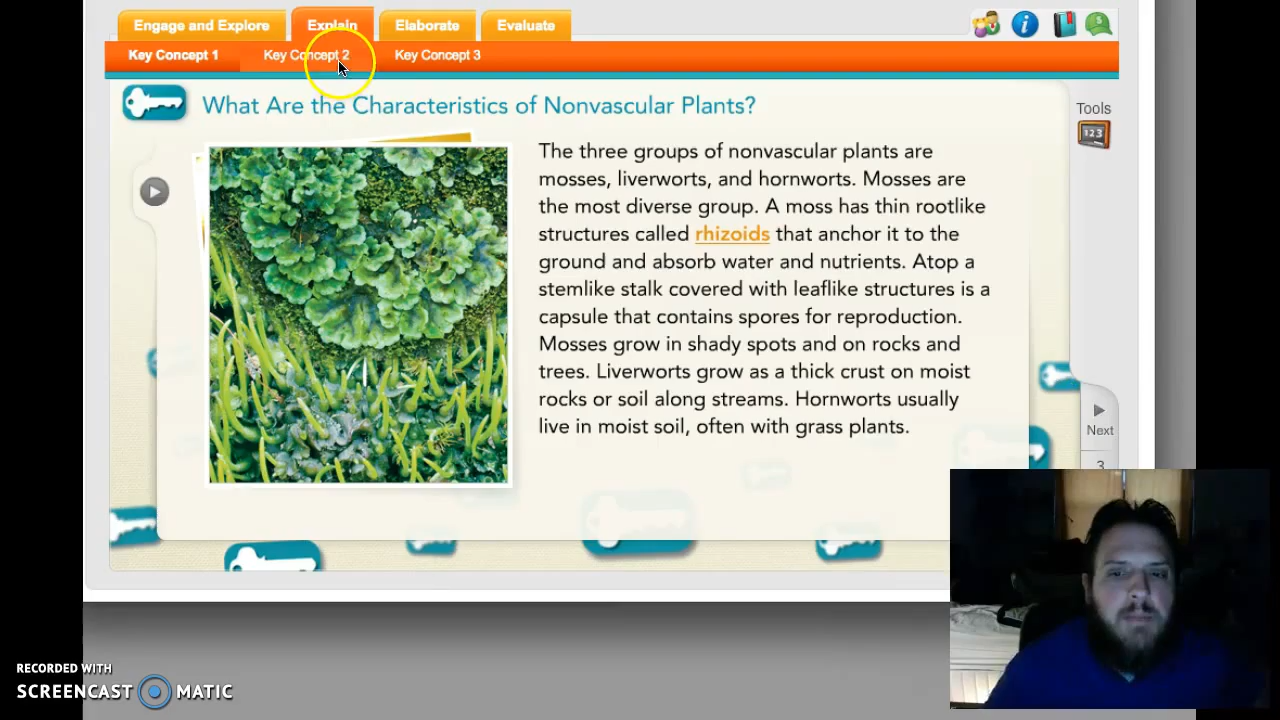 Engage and Explore Explain Elaborate Evaluate
Key Concept 1 Key Concept 2 Key Concept 3
What Are the Characteristics of Nonvascular Plants?
Tools
123
The three groups of nonvascular plants are
mosses, liverworts, and hornworts. Mosses are
the most diverse group. A moss has thin rootlike
structures called rhizoids that anchor it to the
ground and absorb water and nutrients. Atop a
stemlike stalk covered with leaflike structures is a
capsule that contains spores for reproduction.
Mosses grow in shady spots and on rocks and
trees. Liverworts grow as a thick crust on moist
rocks or soil along streams. Hornworts usually
live in moist soil, often with grass plants.
Next
3
RECORDED WITH
SCREENCAST MATIC